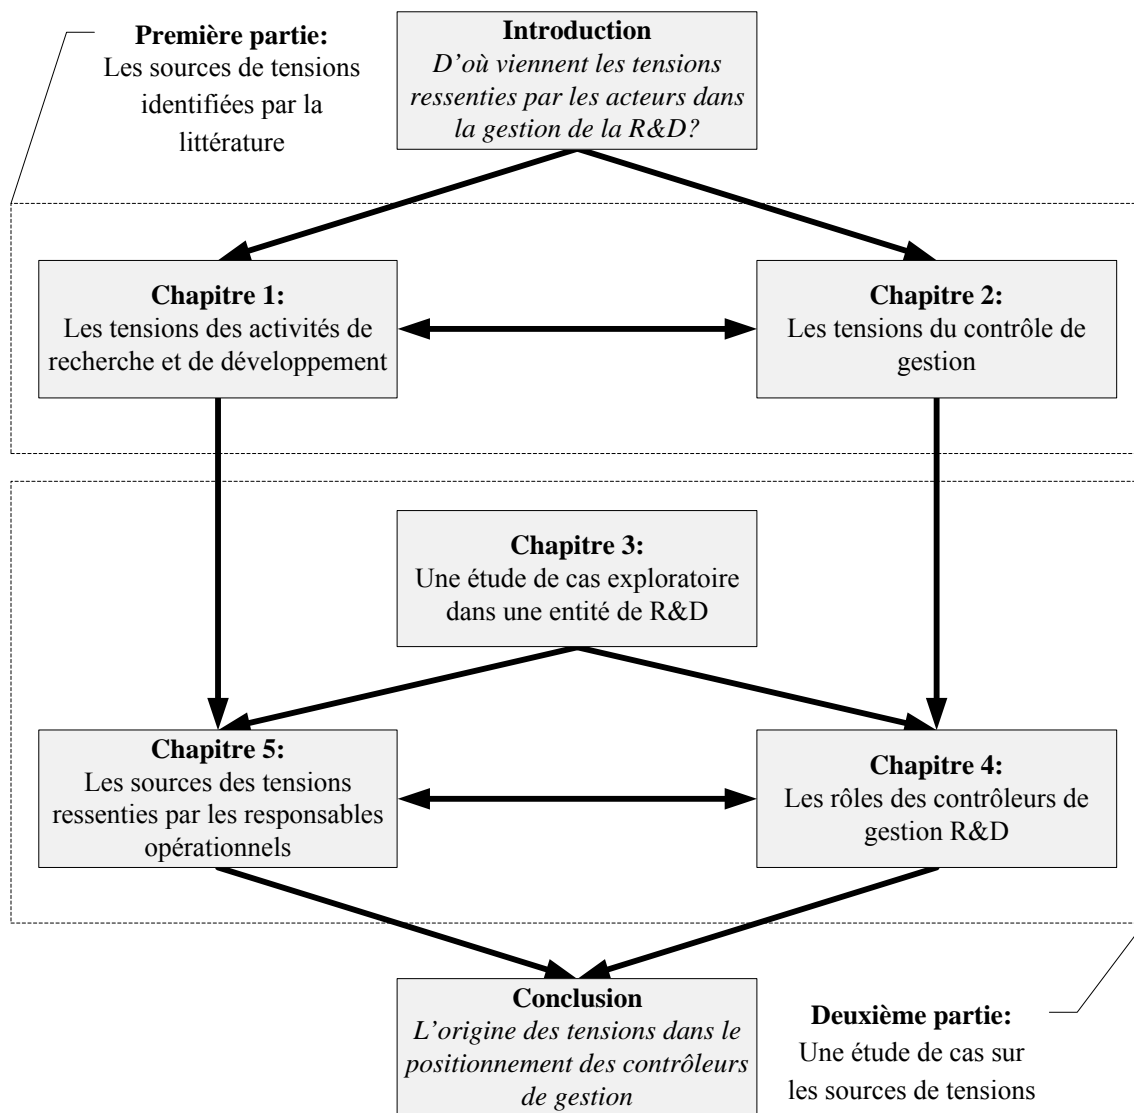 Première partie:
Les sources de tensions
identifiées par la
littérature
Introduction
D'où viennent les tensions
ressenties par les acteurs dans
la gestion de la R&D?
Chapitre 1:
Les tensions des activités de
recherche et de développement
Chapitre 2:
Les tensions du contrôle de
gestion
Chapitre 3:
Une étude de cas exploratoire
dans une entité de R&D
Chapitre 5:
Les sources des tensions
ressenties par les responsables
opérationnels
Chapitre 4:
Les rôles des contrôleurs de
gestion R&D
Conclusion
L'origine des tensions dans le
positionnement des contrôleurs
de gestion
Deuxième partie:
Une étude de cas sur
les sources de tensions